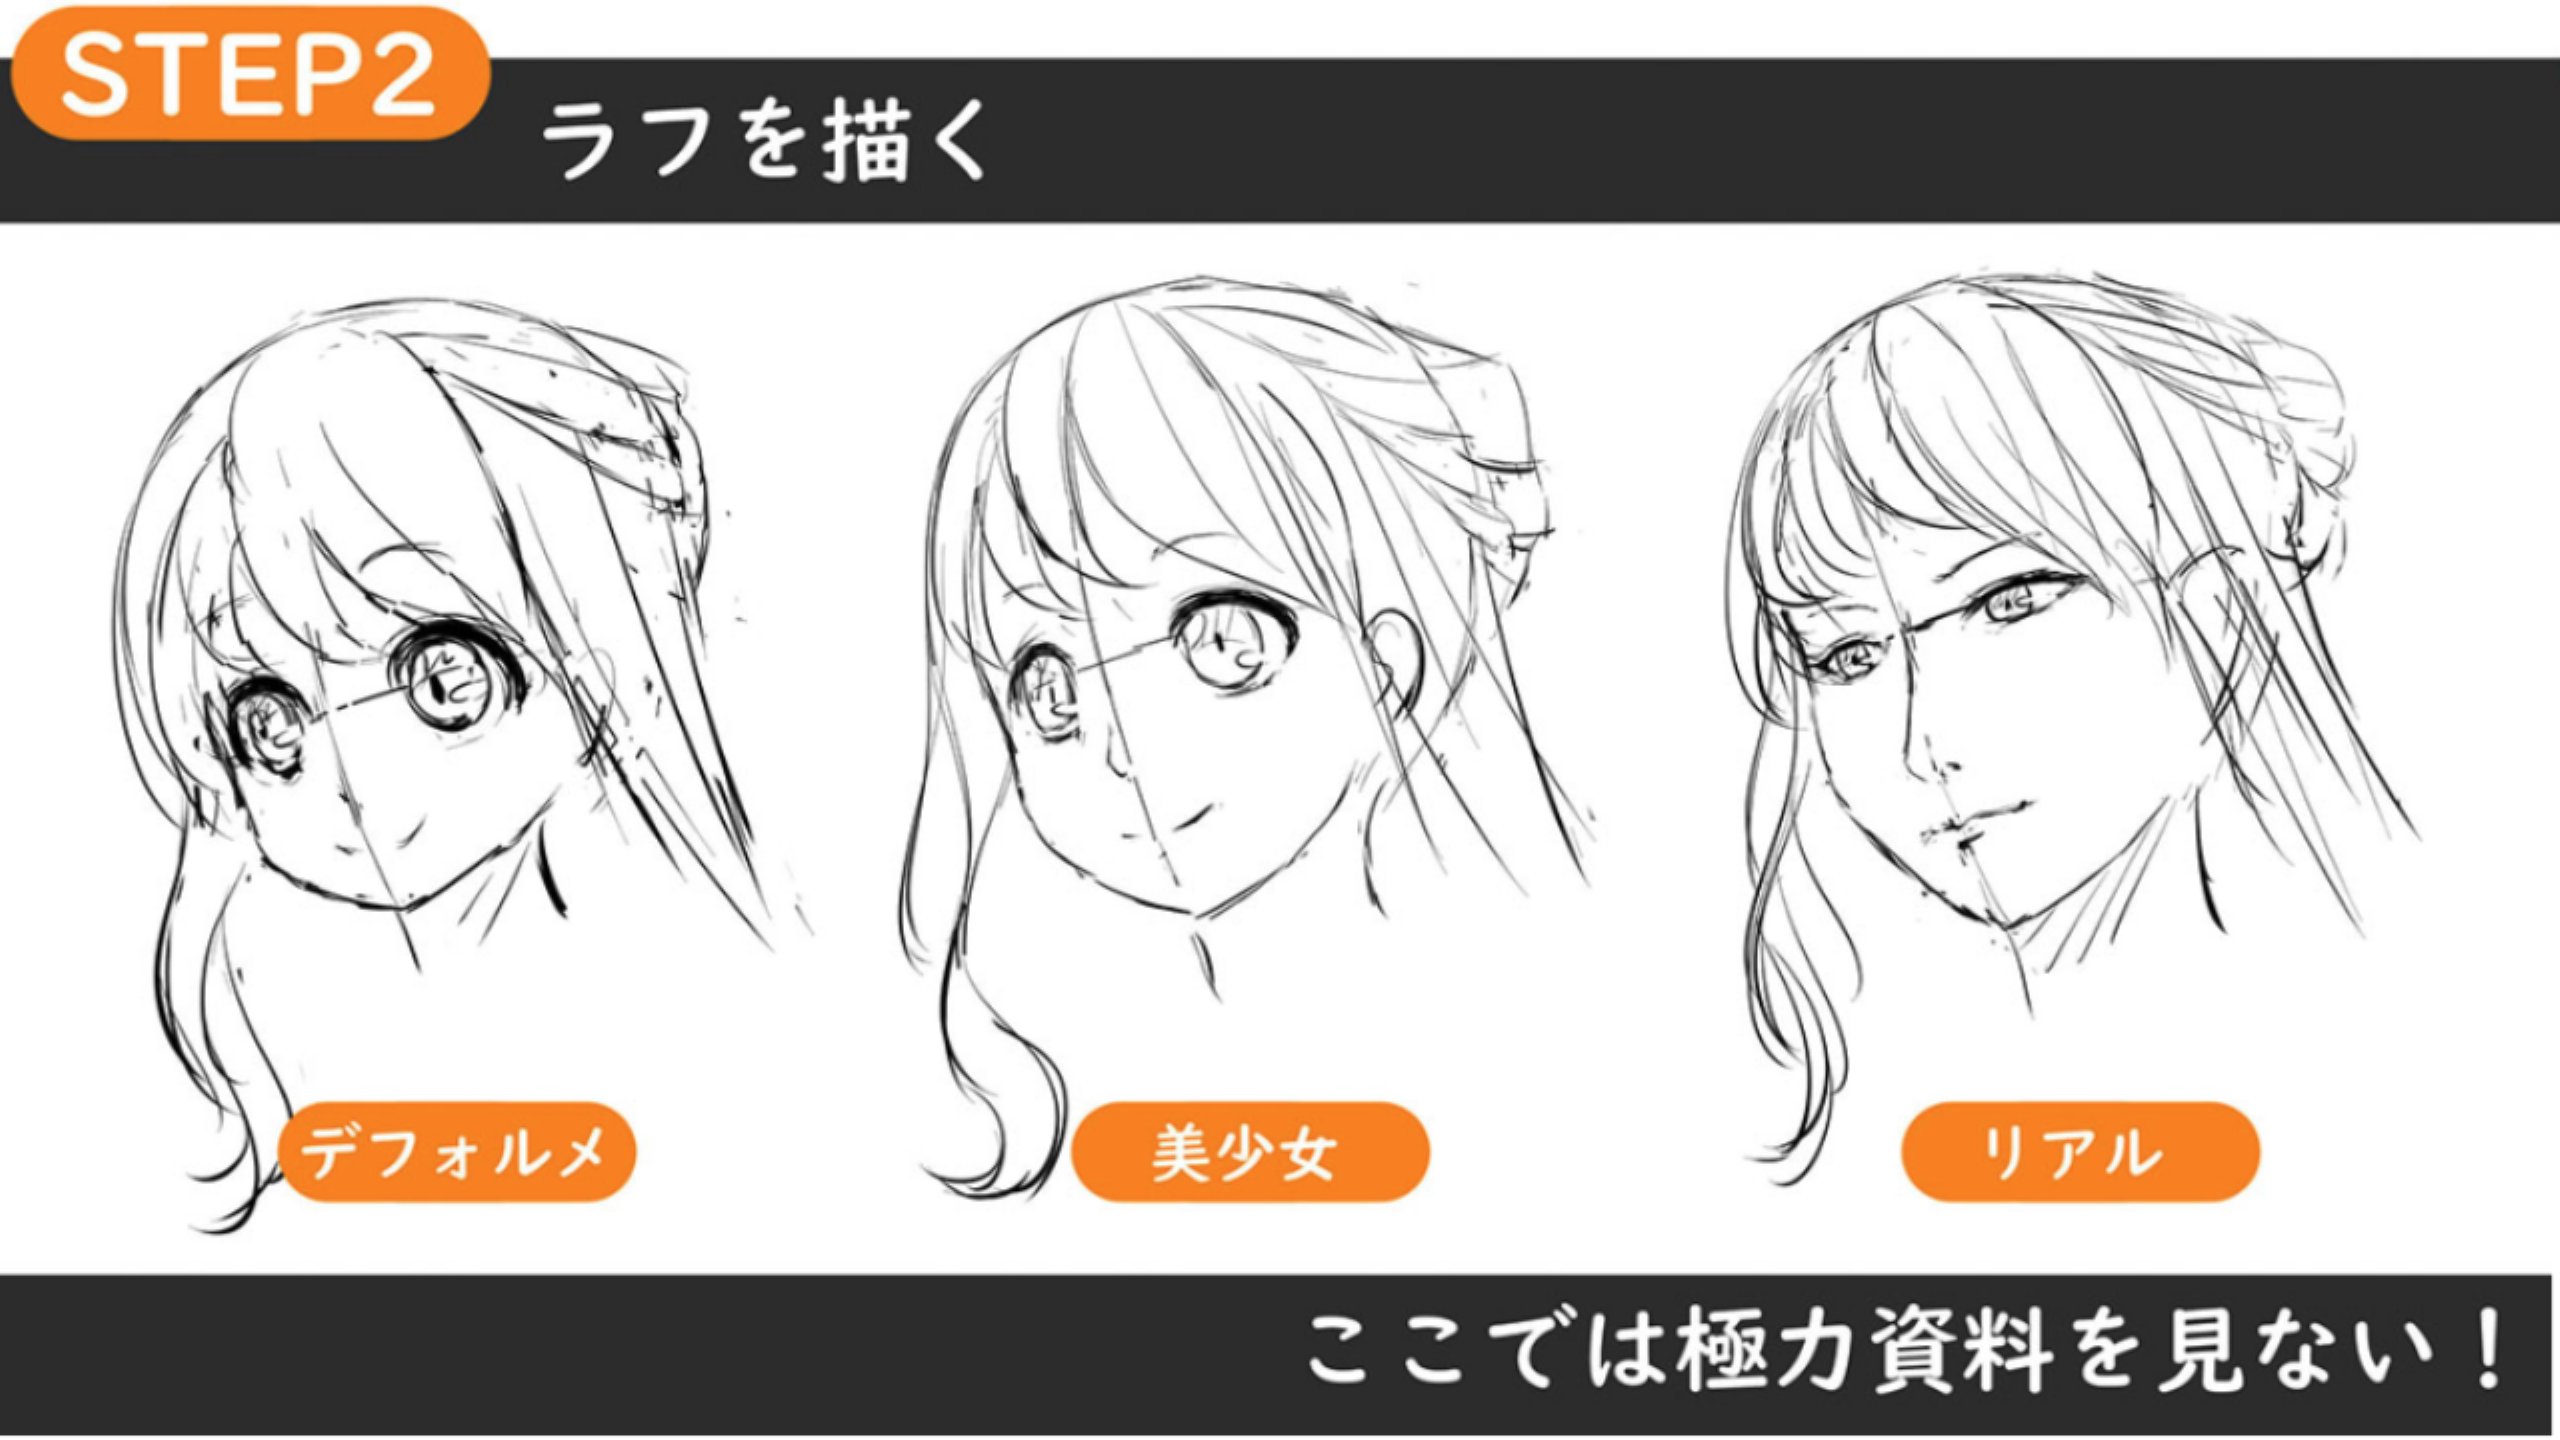 STEP2
ラフを描く
デフォルメ
美少女
リアル
ここでは極力資料を見ない！